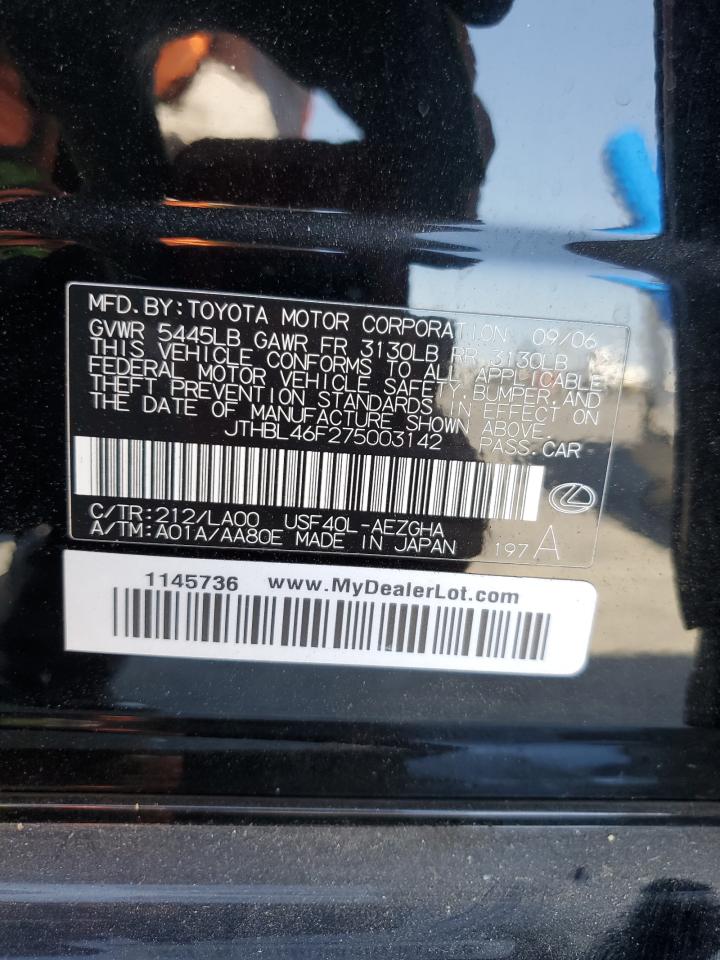 MFD.BY:TOYOTA MOTOR CORPORATION 09/06
GVWR 5445LB GAWR FR 3130LB RR 3130LB
THIS VEHICLE CONFORMS TO ALL APPLICABLE
FEDERAL MOTOR VEHICLE SAFETY,BUMPER,AND
THEFT PREVENTION STANDARDS IN EFFECT ON
THE DATE OF MANUFACTURE SHOWN ABOVE.
JTHBL46F275003142 PASS.CAR
C/TR:212/LA00 USF40L-AEZGHA
A/TM:A01A/AA80E MADE IN JAPAN 197 A
1145736 www.MyDealerLot.com